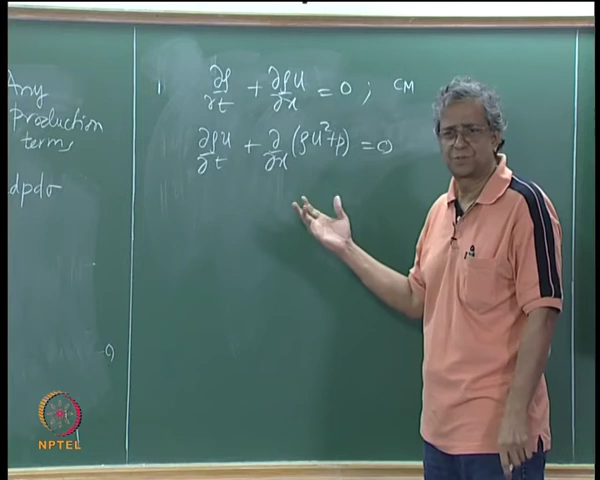 Any
Production
terms
dpdσ
1 ∂ρ/∂t + ∂ρu/∂x = 0 ; CM
∂ρu/∂t + ∂/∂x (ρu²+p) = 0
NPTEL